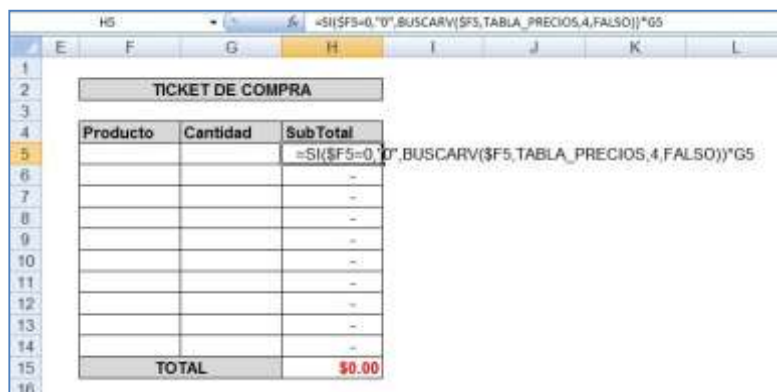 H5 fx =SI($F5=0,"0",BUSCARV($F5,TABLA_PRECIOS,4,FALSO))*G5
E F G H I J K L
1
2 TICKET DE COMPRA
3
4 Producto Cantidad SubTotal
5 =SI($F5=0,"0",BUSCARV($F5,TABLA_PRECIOS,4,FALSO))*G5
6 -
7 -
8 -
9 -
10 -
11 -
12 -
13 -
14 -
15 TOTAL $0.00
16